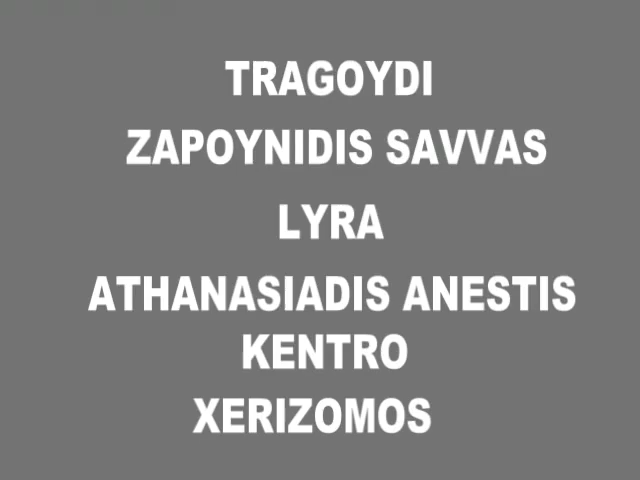 TRAGOYDI
ZAPOYNIDIS SAVVAS
LYRA
ATHANASIADIS ANESTIS
KENTRO
XERIZOMOS